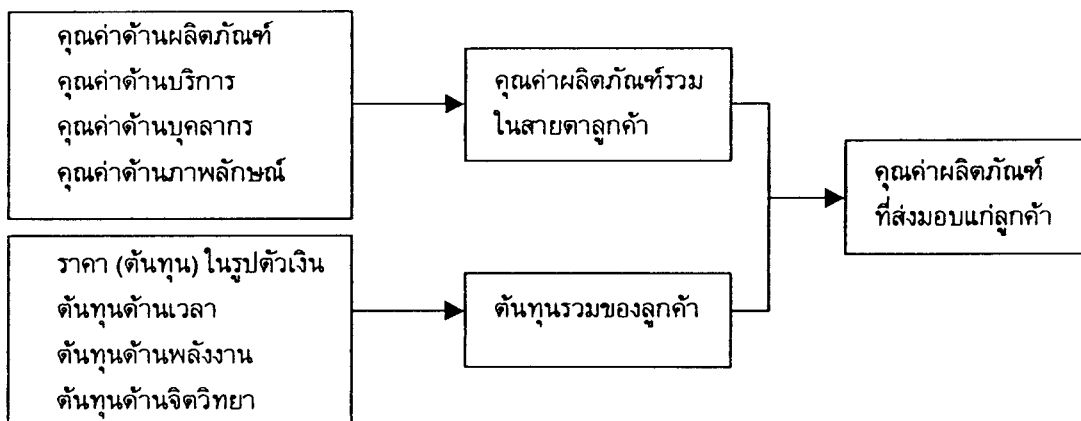 คุณค่าด้านผลิตภัณฑ์
คุณค่าด้านบริการ
คุณค่าด้านบุคลากร
คุณค่าด้านภาพลักษณ์
คุณค่าผลิตภัณฑ์รวม
ในสายตาลูกค้า
คุณค่าผลิตภัณฑ์
ที่ส่งมอบแก่ลูกค้า
ราคา (ต้นทุน) ในรูปตัวเงิน
ต้นทุนด้านเวลา
ต้นทุนด้านพลังงาน
ต้นทุนด้านจิตวิทยา
ต้นทุนรวมของลูกค้า